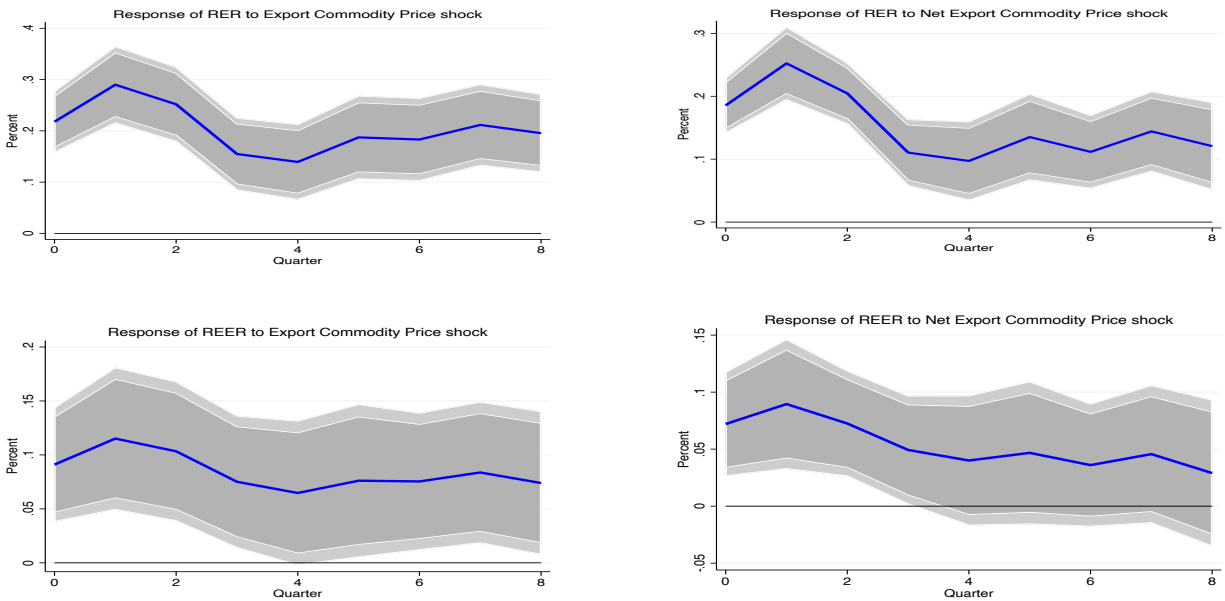 Response of RER to Export Commodity Price shock
.4
.3
.2
.1
0
Percent
0 2 4 6 8
Quarter
Response of RER to Net Export Commodity Price shock
.3
.2
.1
0
Percent
0 2 4 6 8
Quarter
Response of REER to Export Commodity Price shock
.2
.15
.1
.05
0
Percent
0 2 4 6 8
Quarter
Response of REER to Net Export Commodity Price shock
.15
.1
.05
0
-.05
Percent
0 2 4 6 8
Quarter